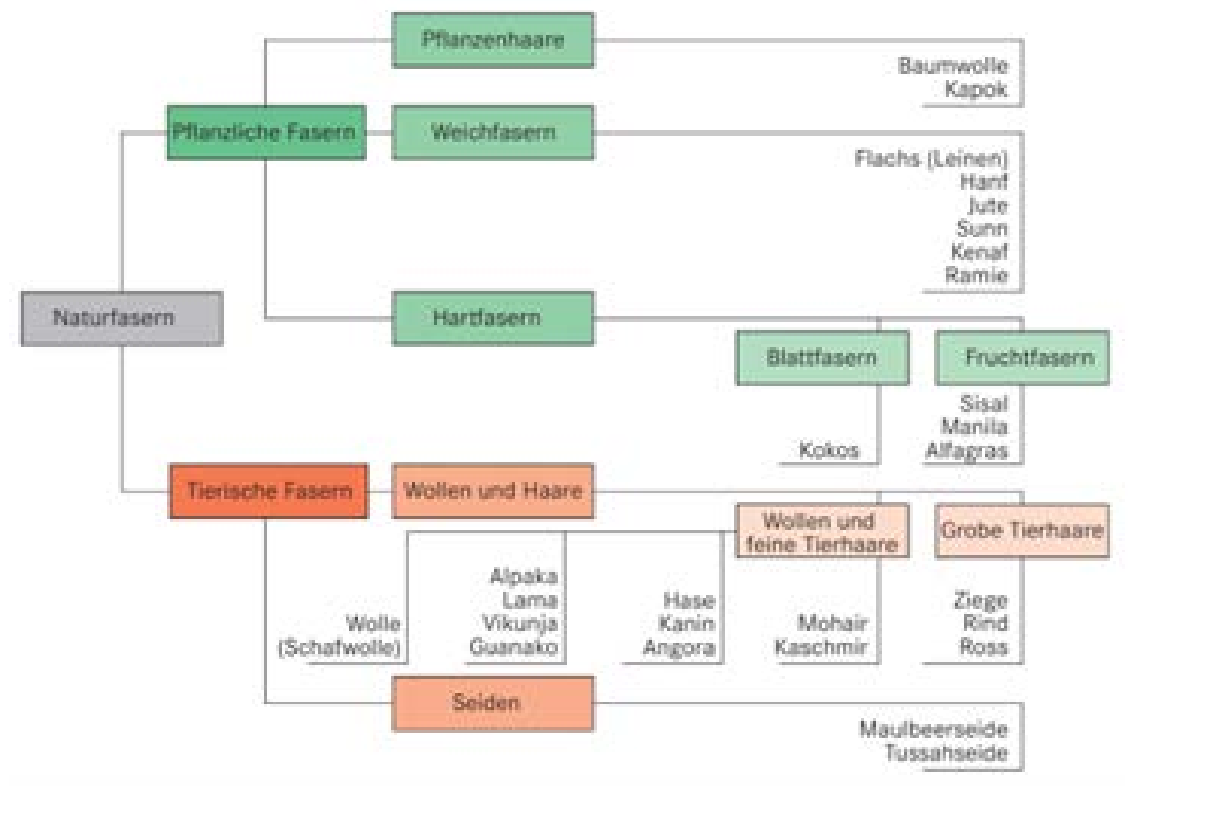 Pflanzenhaare
Baumwolle
Kapok
Pflanzliche Fasern
Weichfasern
Flachs (Leinen)
Hanf
Jute
Sunn
Kenaf
Ramie
Naturfasern
Hartfasern
Blattfasern
Fruchtfasern
Kokos
Sisal
Manila
Alfagras
Tierische Fasern
Wollen und Haare
Wollen und
feine Tierhaare
Grobe Tierhaare
Wolle
(Schafwolle)
Alpaka
Lama
Vikunja
Guanako
Hase
Kanin
Angora
Mohair
Kaschmir
Ziege
Rind
Ross
Seiden
Maulbeerseide
Tussahseide